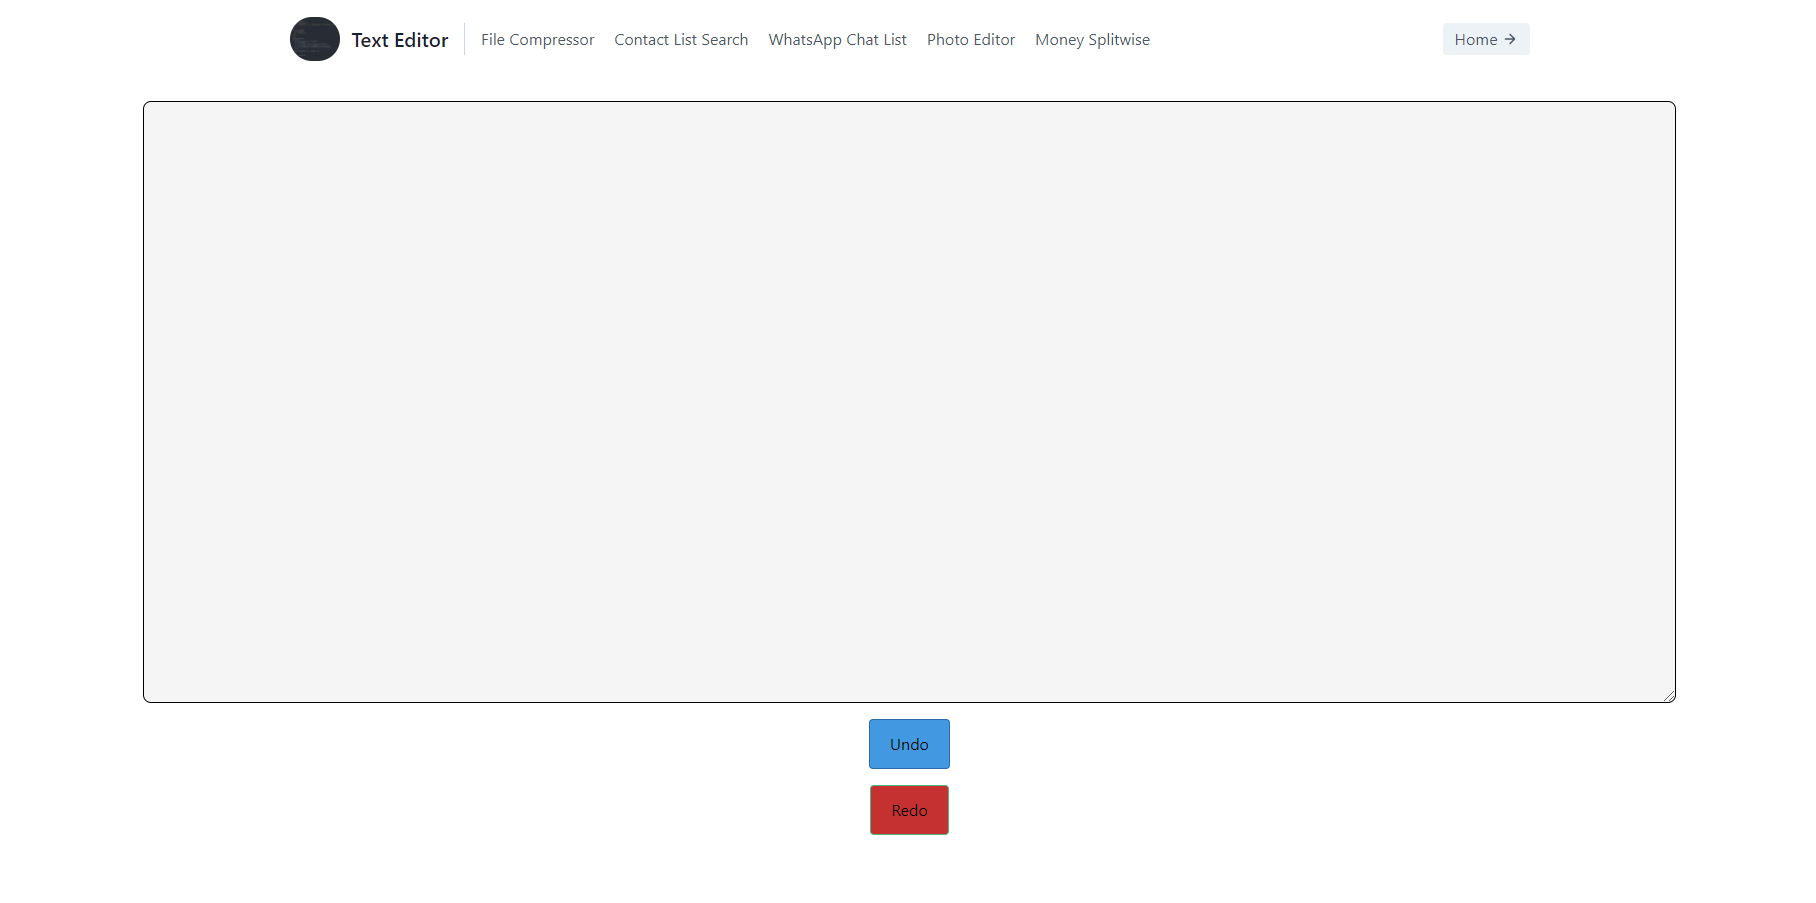 Text Editor File Compressor Contact List Search WhatsApp Chat List Photo Editor Money Splitwise Home →
Undo
Redo